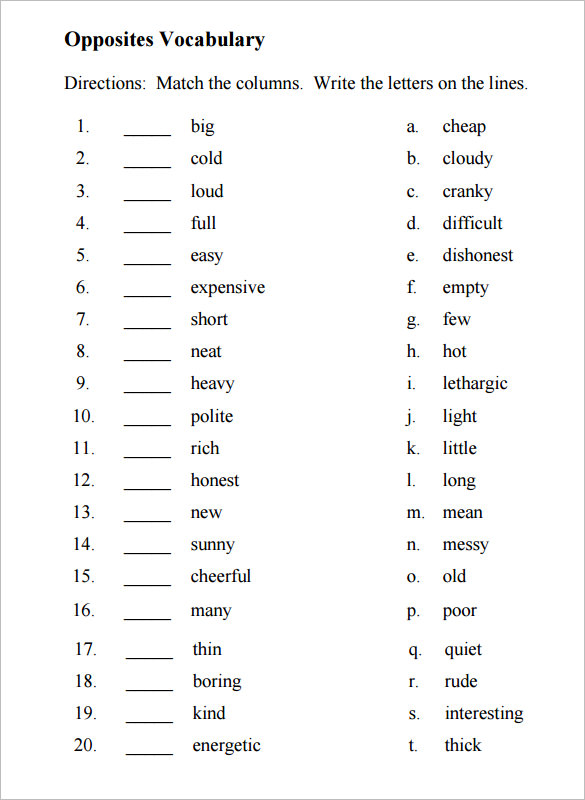 Opposites Vocabulary
Directions:  Match the columns.  Write the letters on the lines.
1. _____ big a. cheap
2. _____ cold b. cloudy
3. _____ loud c. cranky
4. _____ full d. difficult
5. _____ easy e. dishonest
6. _____ expensive f. empty
7. _____ short g. few
8. _____ neat h. hot
9. _____ heavy i. lethargic
10. _____ polite j. light
11. _____ rich k. little
12. _____ honest l. long
13. _____ new m. mean
14. _____ sunny n. messy
15. _____ cheerful o. old
16. _____ many p. poor
17. _____ thin q. quiet
18. _____ boring r. rude
19. _____ kind s. interesting
20. _____ energetic t. thick